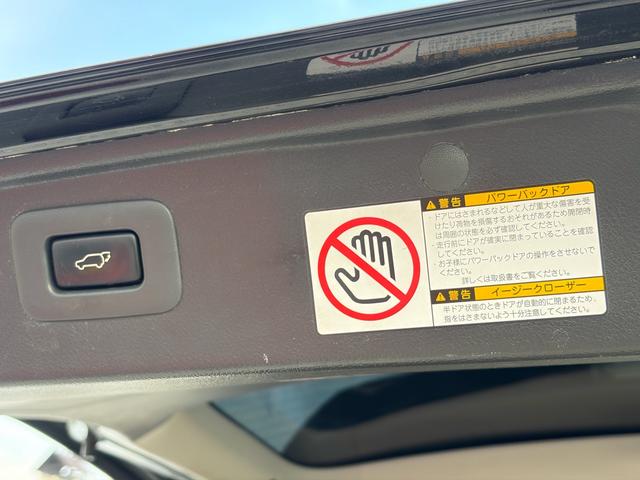 警告 パワーバックドア
・ドアにはさまれるなどして人が重大な傷害を受
けたり荷物を損傷するおそれがあるため開閉時
は周囲の状態を必ず確認してください。
・走行前にドアが確実に閉まっていることを確認
してください。
・お子様にパワーバックドアの操作をさせないで
ください。
詳しくは取扱書をご覧ください。
警告 イージークローザー
半ドア状態のときドアが自動的に閉まるため、
指をはさまないよう十分注意してください。